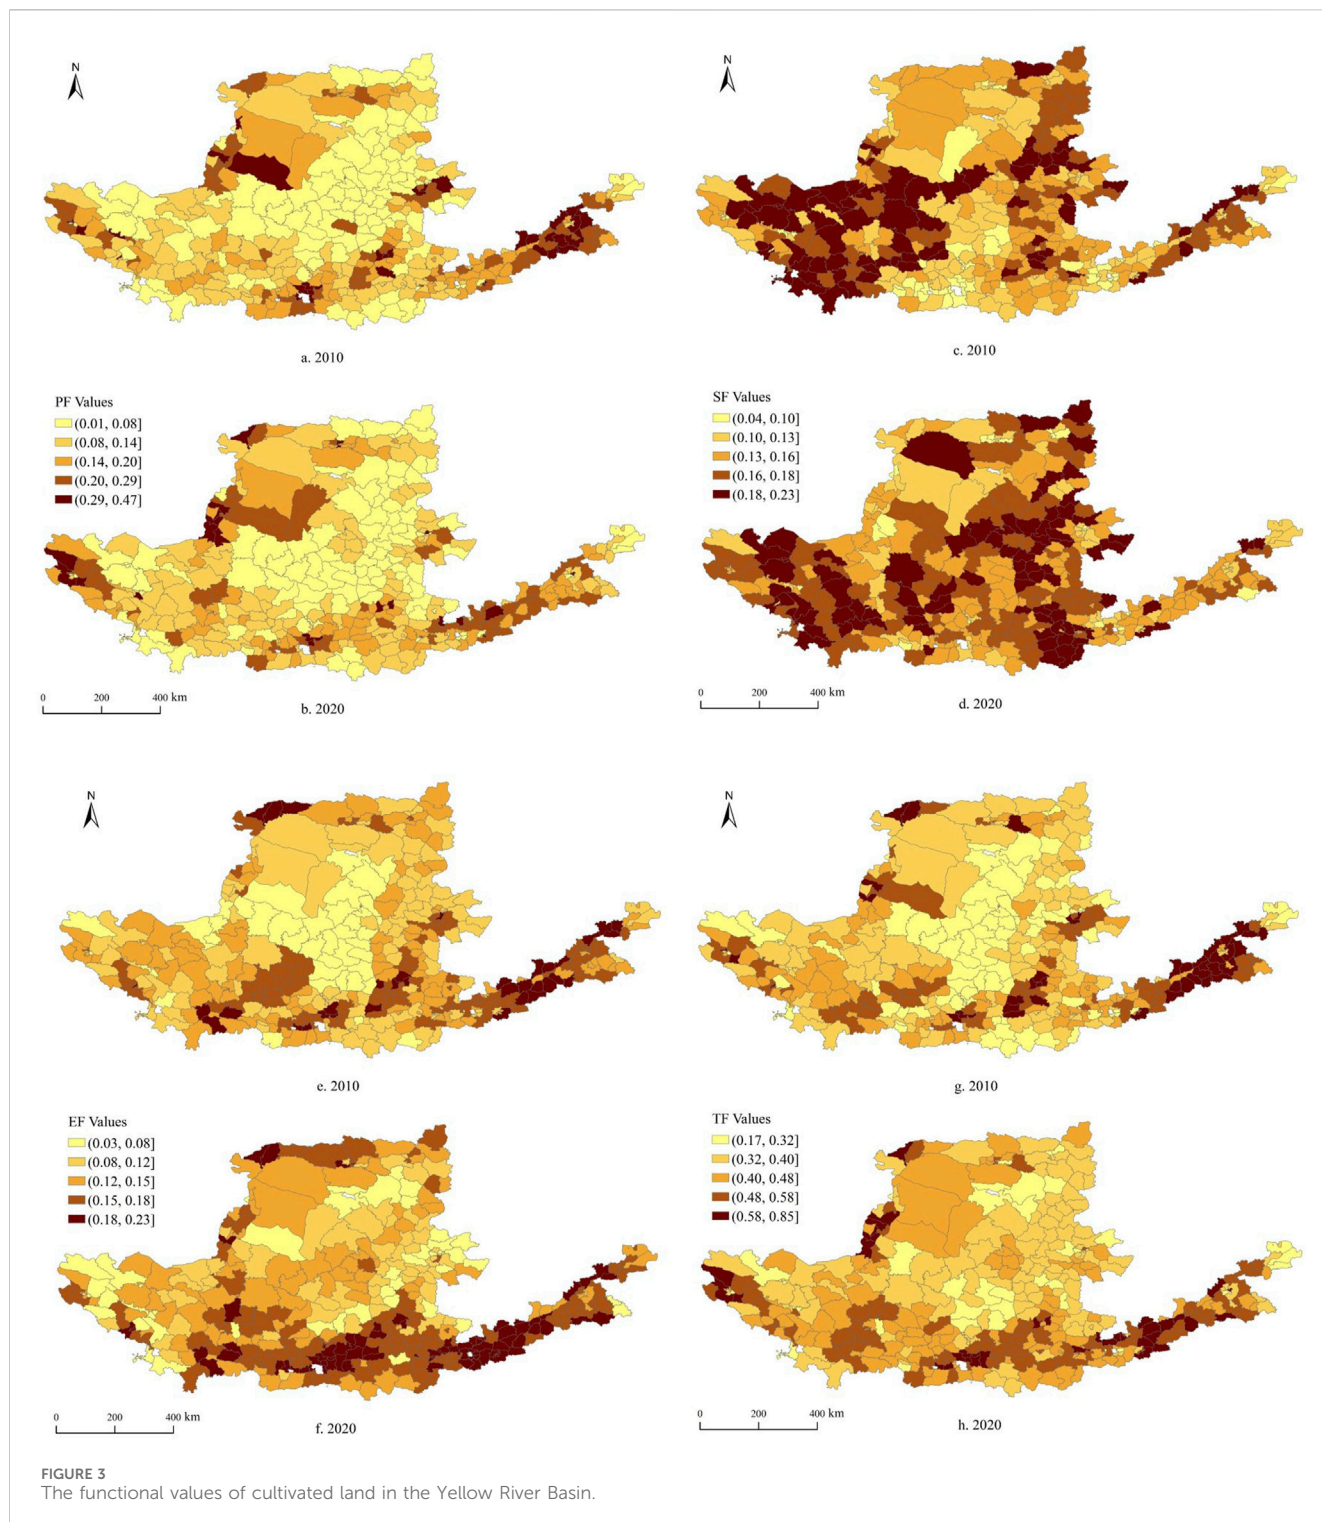 N
N
a. 2010
c. 2010
PF Values
(0.01, 0.08]
(0.08, 0.14]
(0.14, 0.20]
(0.20, 0.29]
(0.29, 0.47]
SF Values
(0.04, 0.10]
(0.10, 0.13]
(0.13, 0.16]
(0.16, 0.18]
(0.18, 0.23]
0 200 400 km
b. 2020
0 200 400 km
d. 2020
N
N
e. 2010
g. 2010
EF Values
(0.03, 0.08]
(0.08, 0.12]
(0.12, 0.15]
(0.15, 0.18]
(0.18, 0.23]
TF Values
(0.17, 0.32]
(0.32, 0.40]
(0.40, 0.48]
(0.48, 0.58]
(0.58, 0.85]
0 200 400 km
f. 2020
0 200 400 km
h. 2020
FIGURE 3
The functional values of cultivated land in the Yellow River Basin.